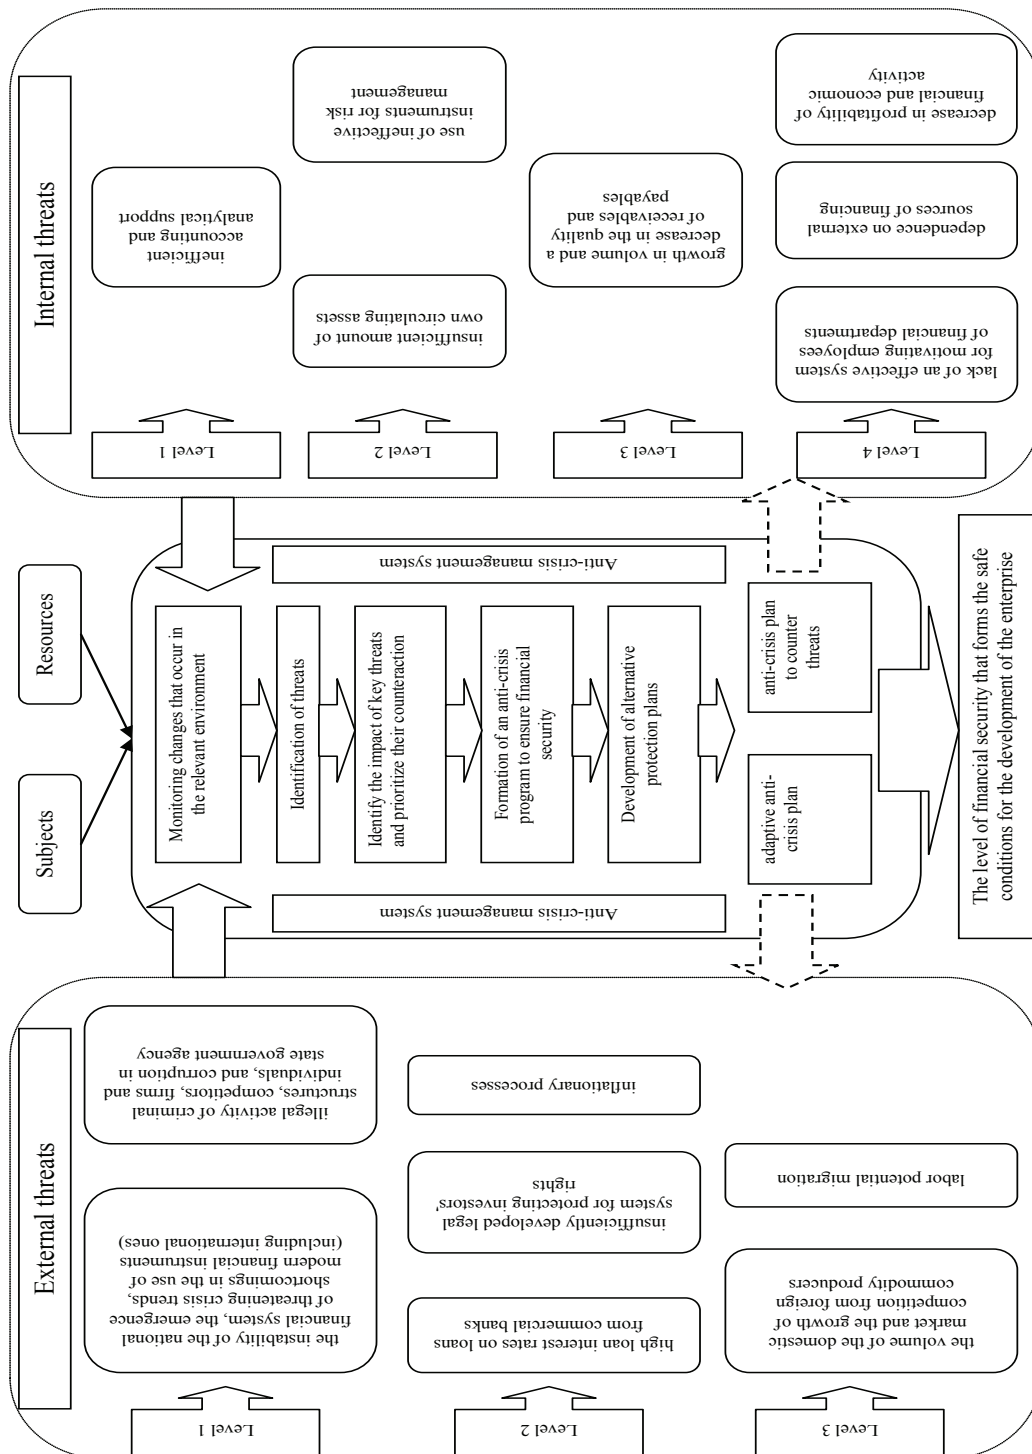 External threats
Level 1
the instability of the national
financial system, the emergence
of threatening crisis trends,
shortcomings in the use of
modern financial instruments
(including international ones)
illegal activity of criminal
structures, competitors, firms and
individuals, and corruption in
state government agency
Level 2
high loan interest rates on loans
from commercial banks
insufficiently developed legal
system for protecting investors'
rights
inflationary processes
Level 3
the volume of the domestic
market and the growth of
competition from foreign
commodity producers
labor potential migration
Subjects
Resources
Anti-crisis management
system
Monitoring changes that occur in
the relevant environment
Identification of threats
Identify the impact of key threats
and prioritize their counteraction
Formation of an anti-crisis
program to ensure financial
security
Development of alternative
protection plans
adaptive anti-
crisis plan
anti-crisis plan
to counter
threats
Anti-crisis management
system
The level of financial security that forms the safe
conditions for the development of the enterprise
Internal threats
Level 1
inefficient
accounting and
analytical support
Level 2
insufficient amount of
own circulating assets
use of ineffective
instruments for risk
management
Level 3
growth in volume and a
decrease in the quality
of receivables and
payables
Level 4
lack of an effective system
for motivating employees
of financial departments
dependence on external
sources of financing
decrease in profitability of
financial and economic
activity